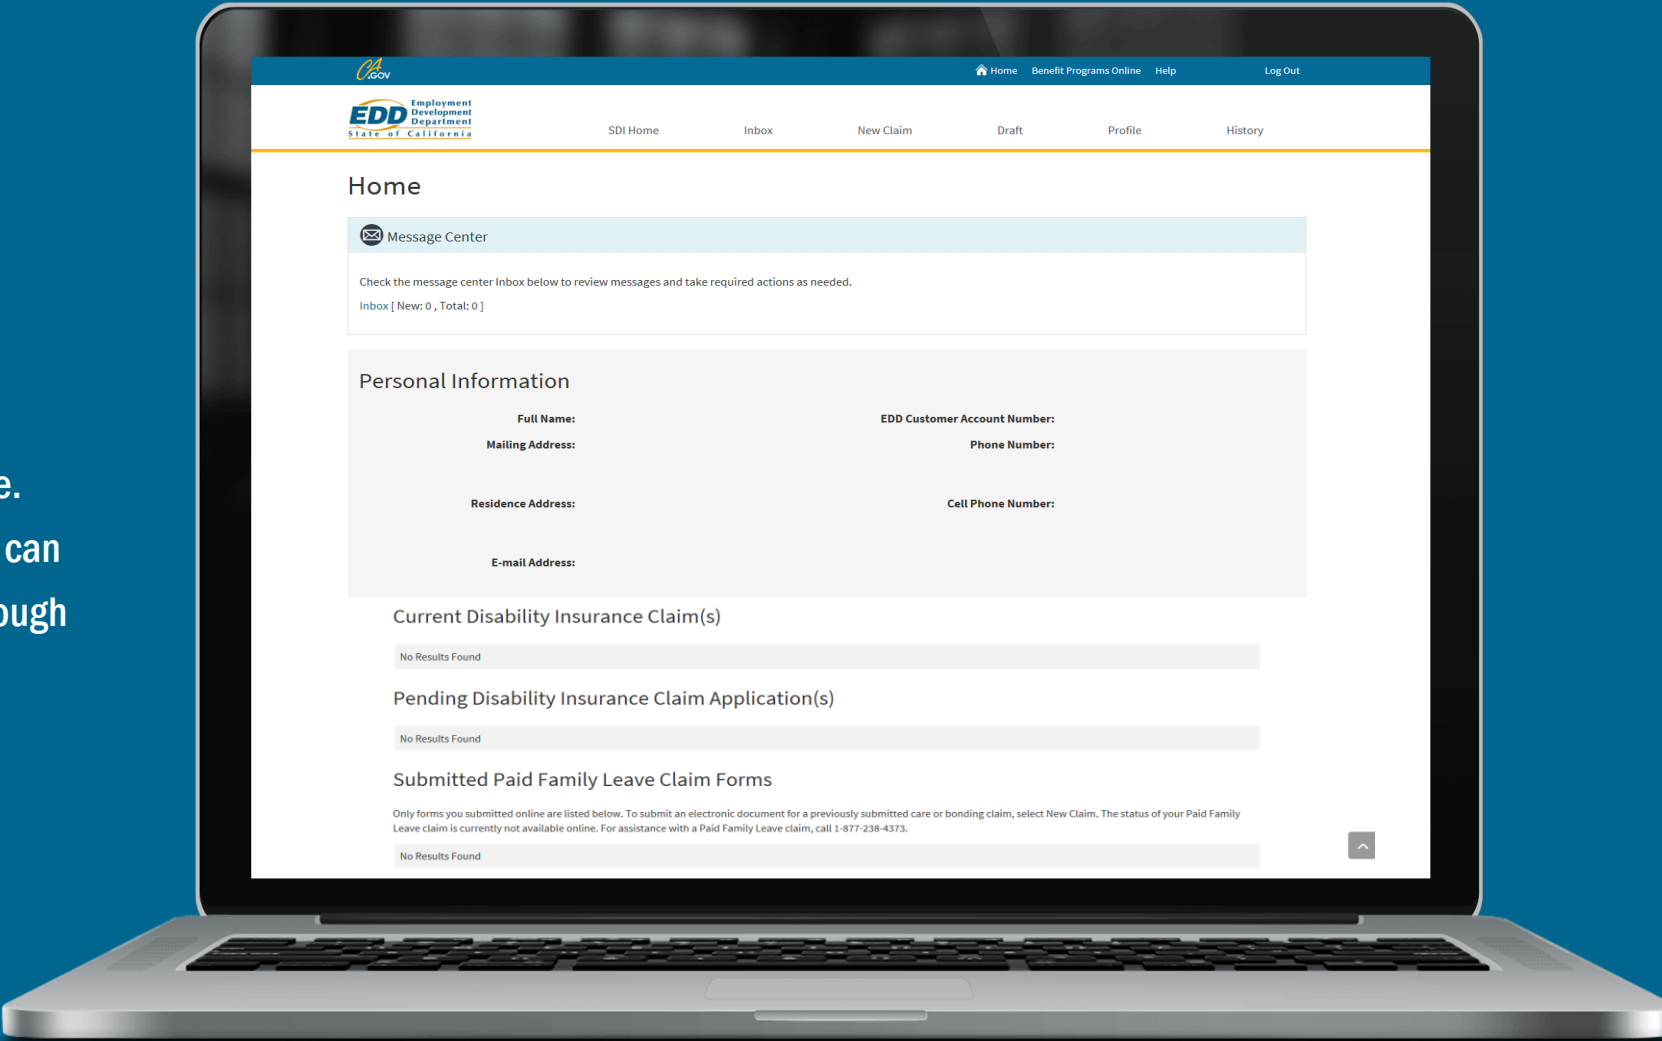 CA.GOV
Home Benefit Programs Online Help Log Out
EDD Employment
Development
Department
State of California
SDI Home Inbox New Claim Draft Profile History
Home
Message Center
Check the message center Inbox below to review messages and take required actions as needed.
Inbox [ New: 0 , Total: 0 ]
Personal Information
Full Name: EDD Customer Account Number:
Mailing Address: Phone Number:
Residence Address: Cell Phone Number:
E-mail Address:
e.
can
ough
Current Disability Insurance Claim(s)
No Results Found
Pending Disability Insurance Claim Application(s)
No Results Found
Submitted Paid Family Leave Claim Forms
Only forms you submitted online are listed below. To submit an electronic document for a previously submitted care or bonding claim, select New Claim. The status of your Paid Family
Leave claim is currently not available online. For assistance with a Paid Family Leave claim, call 1-877-238-4373.
No Results Found